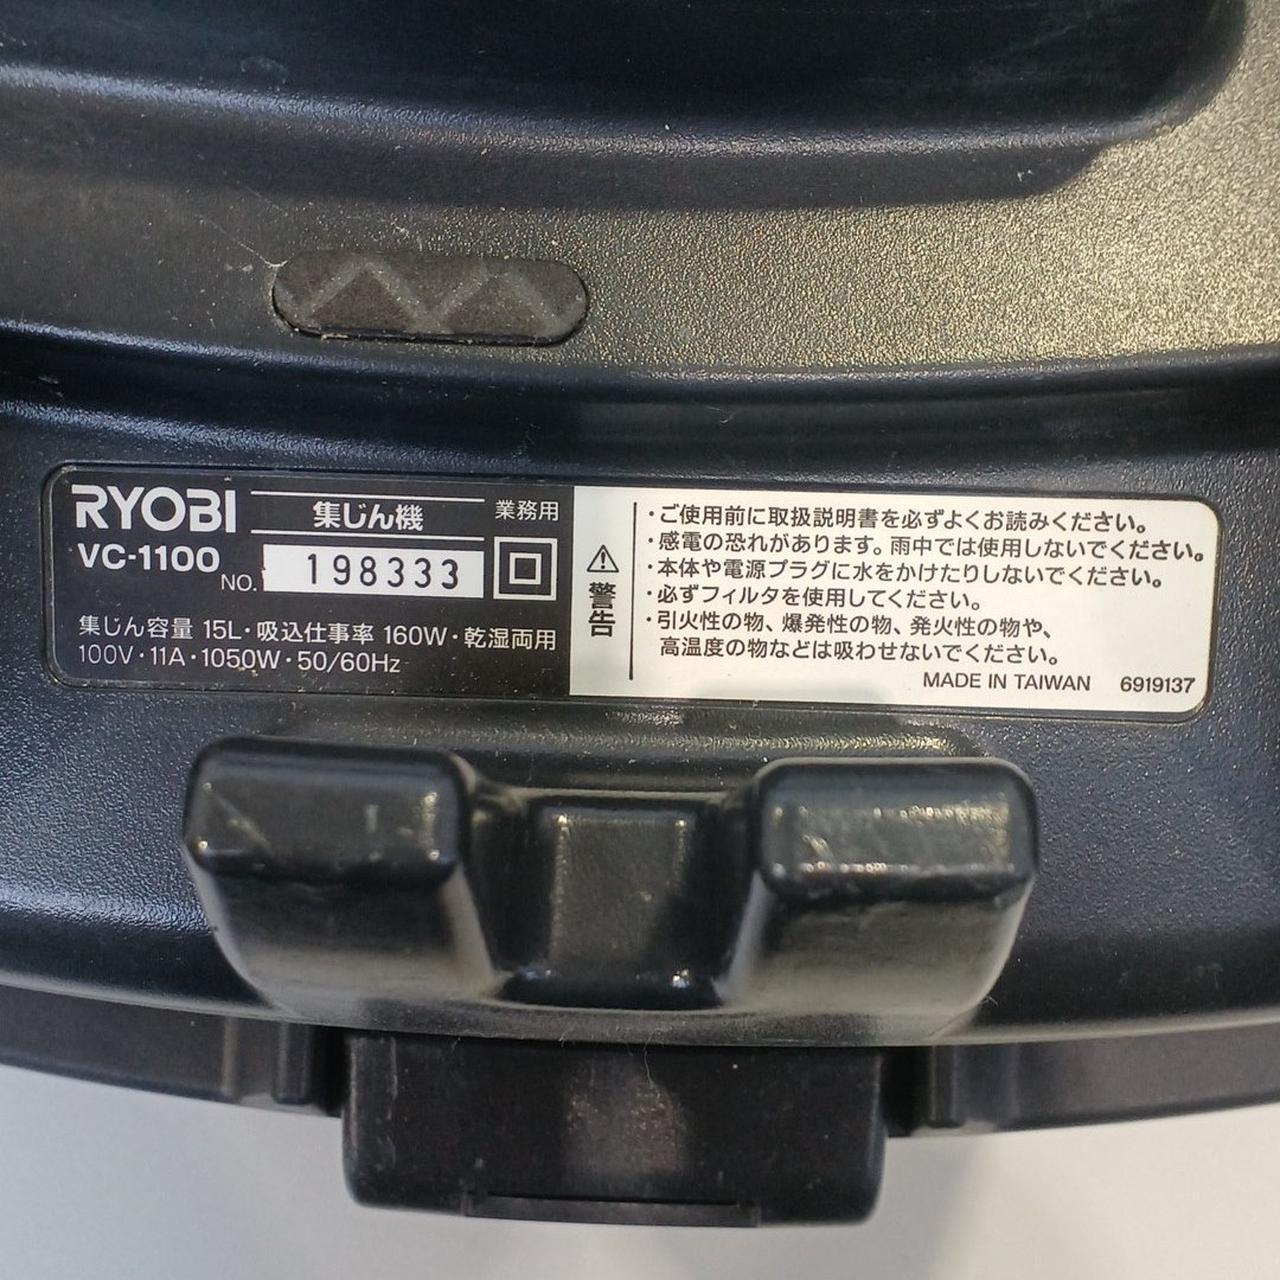 RYOBI 集じん機 業務用
VC-1100
NO. 198333
集じん容量 15L・吸込仕事率 160W・乾湿両用
100V・11A・1050W・50/60Hz
警告
・ご使用前に取扱説明書を必ずよくお読みください。
・感電の恐れがあります。雨中では使用しないでください。
・本体や電源プラグに水をかけたりしないでください。
・必ずフィルタを使用してください。
・引火性の物、爆発性の物、発火性の物や、
高温度の物などは吸わせないでください。
MADE IN TAIWAN 6919137